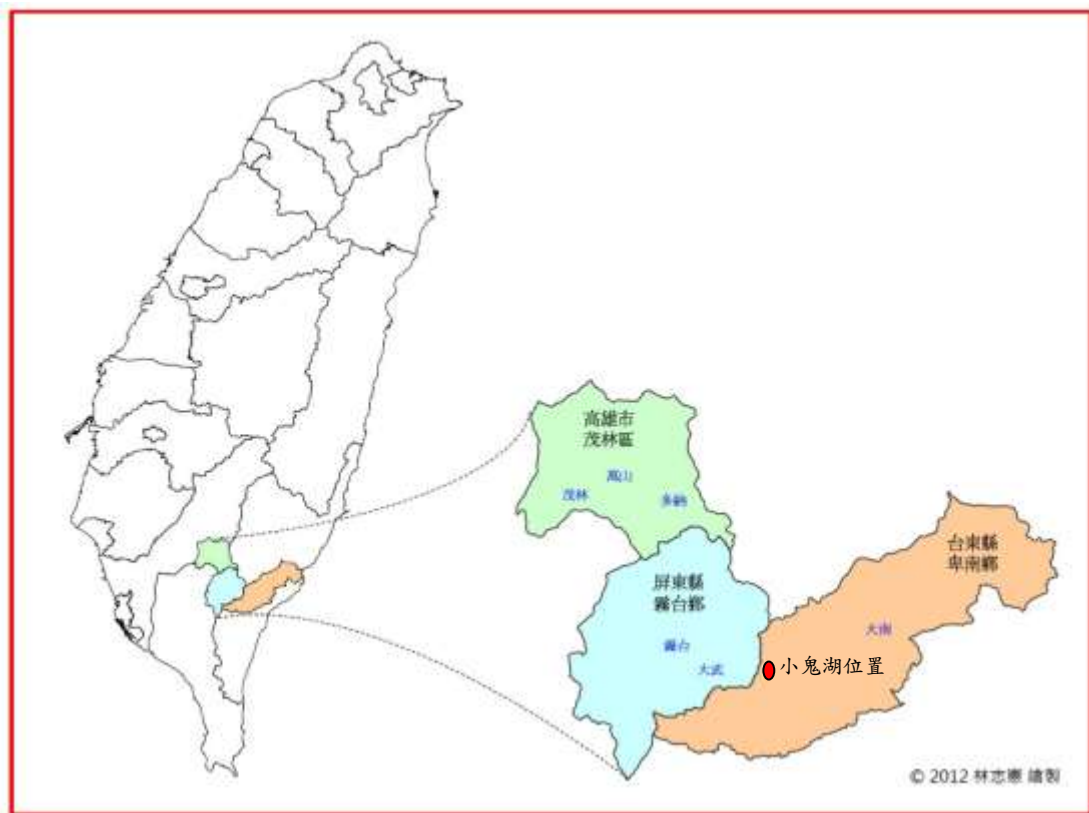 高雄市
茂林區
萬山
茂林
多納
台東縣
卑南鄉
屏東縣
霧台鄉
大南
霧台
大武
小鬼湖位置
© 2012 林志憲 繪製